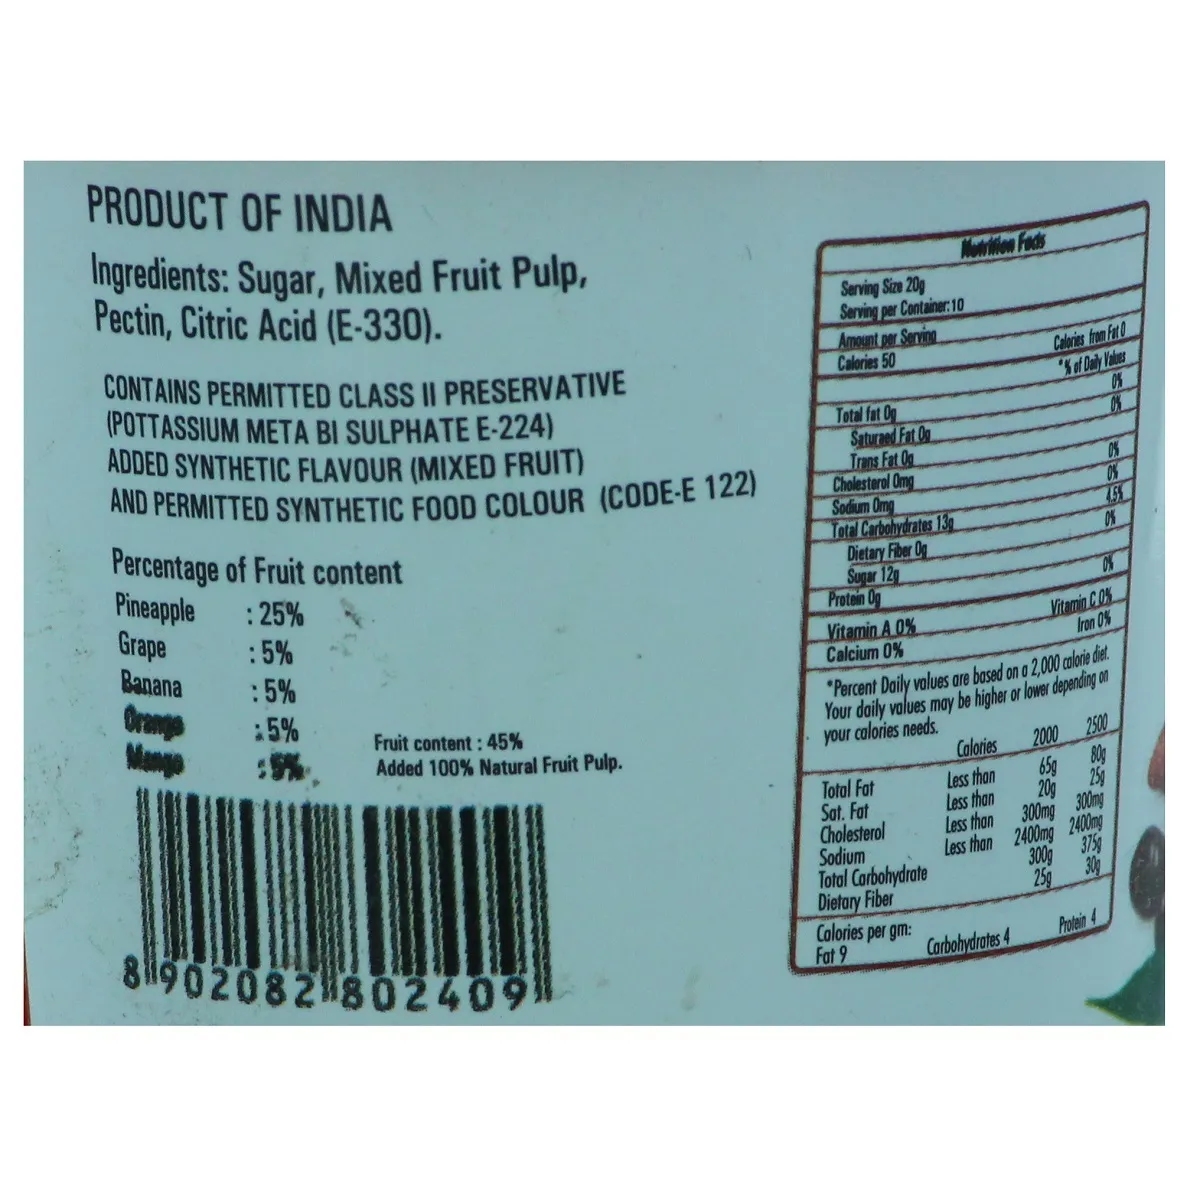 PRODUCT OF INDIA
Ingredients: Sugar, Mixed Fruit Pulp,
Pectin, Citric Acid (E-330).
CONTAINS PERMITTED CLASS II PRESERVATIVE
(POTTASSIUM META BI SULPHATE E-224)
ADDED SYNTHETIC FLAVOUR (MIXED FRUIT)
AND PERMITTED SYNTHETIC FOOD COLOUR (CODE-E 122)
Percentage of Fruit content
Pineapple : 25%
Grape : 5%
Banana : 5%
Orange : 5%
Mango : 5%
Fruit content : 45%
Added 100% Natural Fruit Pulp.
8 902082 802409
Nutrition Facts
Serving Size 20g
Serving per Container:10
Amount per Serving
Calories 50 Calories from Fat 0
*% of Daily Values
Total fat 0g 0%
Saturaed Fat 0g 0%
Trans Fat 0g
Cholesterol 0mg 0%
Sodium 0mg 0%
Total Carbohydrates 13g 4.5%
Dietary Fiber 0g 0%
Sugar 12g
Protein 0g 0%
Vitamin A 0% Vitamin C 0%
Calcium 0% Iron 0%
*Percent Daily values are based on a 2,000 calorie diet.
Your daily values may be higher or lower depending on
your calories needs.
Calories 2000 2500
Total Fat Less than 65g 80g
Sat. Fat Less than 20g 25g
Cholesterol Less than 300mg 300mg
Sodium Less than 2400mg 2400mg
Total Carbohydrate 300g 375g
Dietary Fiber 25g 30g
Calories per gm:
Fat 9 Carbohydrates 4 Protein 4